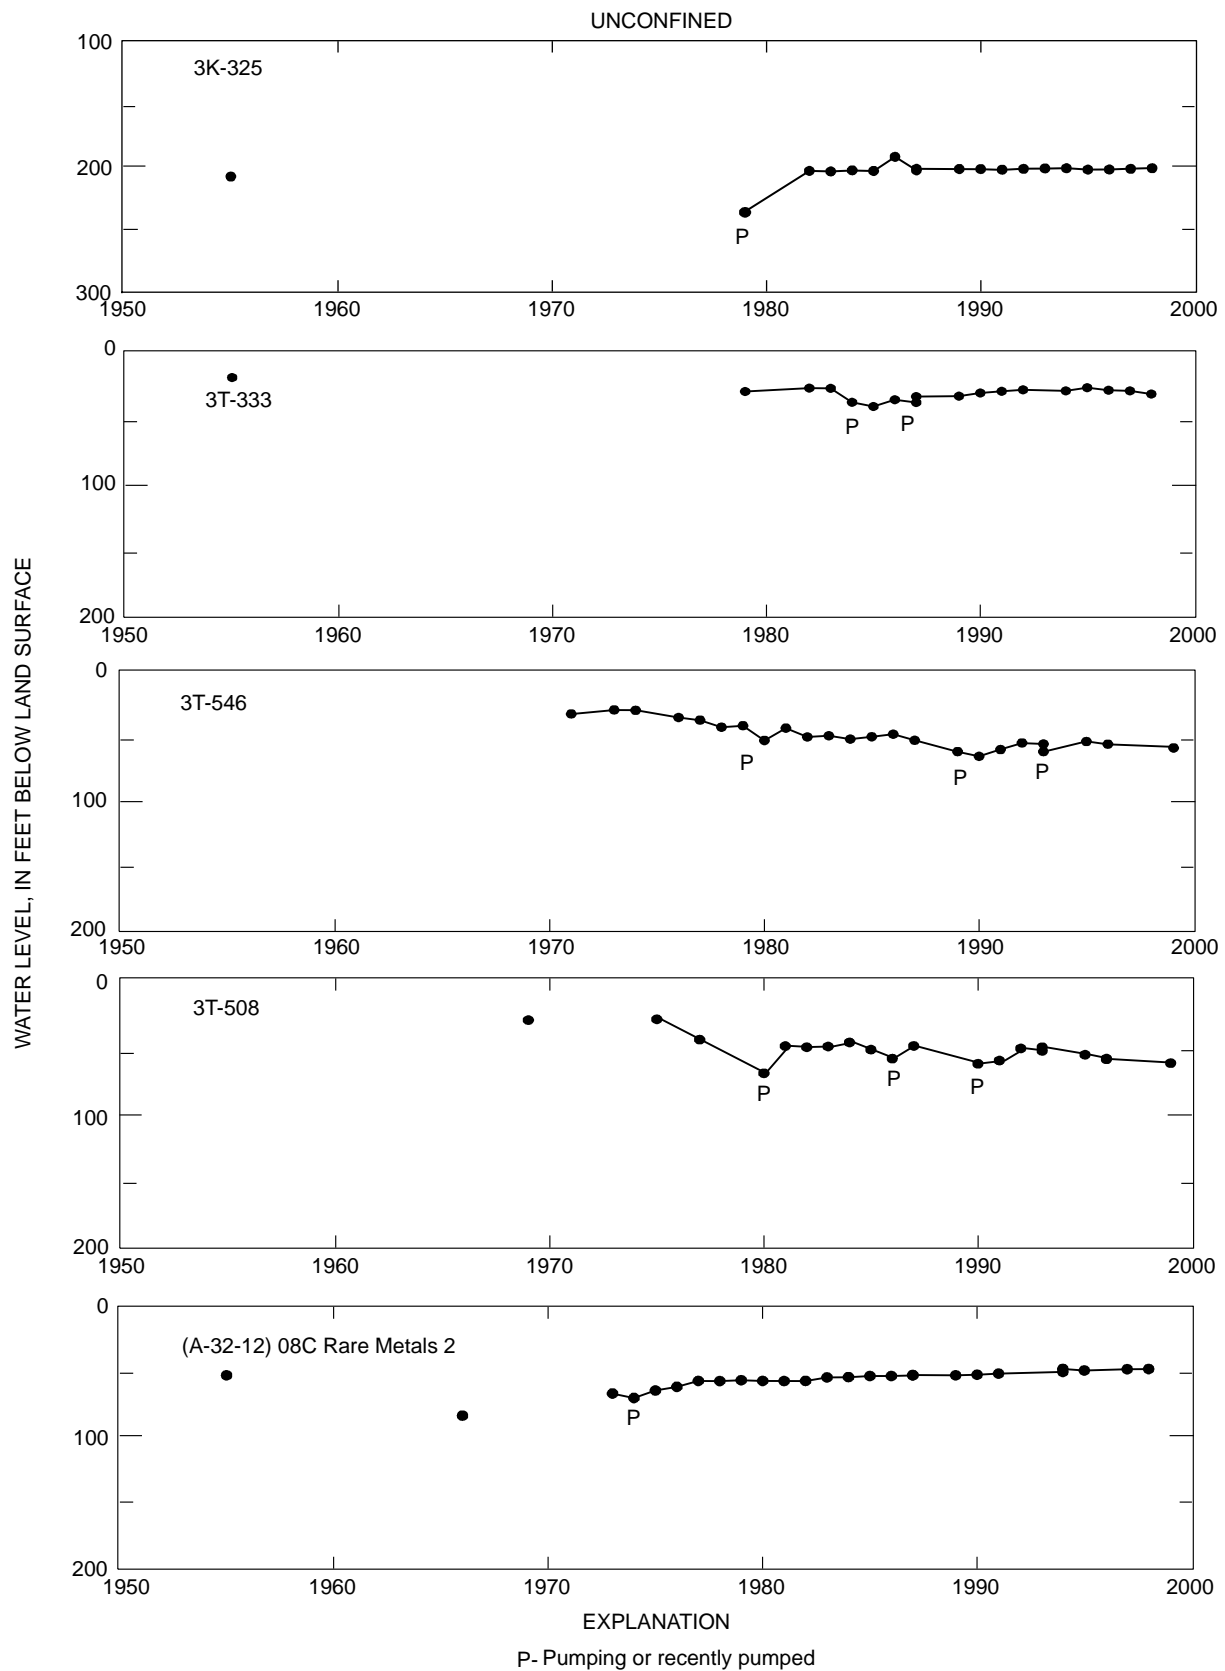 UNCONFINED
100
3K-325
200
P
300
1950 1960 1970 1980 1990 2000
0
3T-333
P P
100
200
1950 1960 1970 1980 1990 2000
WATER LEVEL, IN FEET BELOW LAND SURFACE
0
3T-546
P P P
100
200
1950 1960 1970 1980 1990 2000
0
3T-508
P P P
100
200
1950 1960 1970 1980 1990 2000
0
(A-32-12) 08C Rare Metals 2
P
100
200
1950 1960 1970 1980 1990 2000
EXPLANATION
P- Pumping or recently pumped